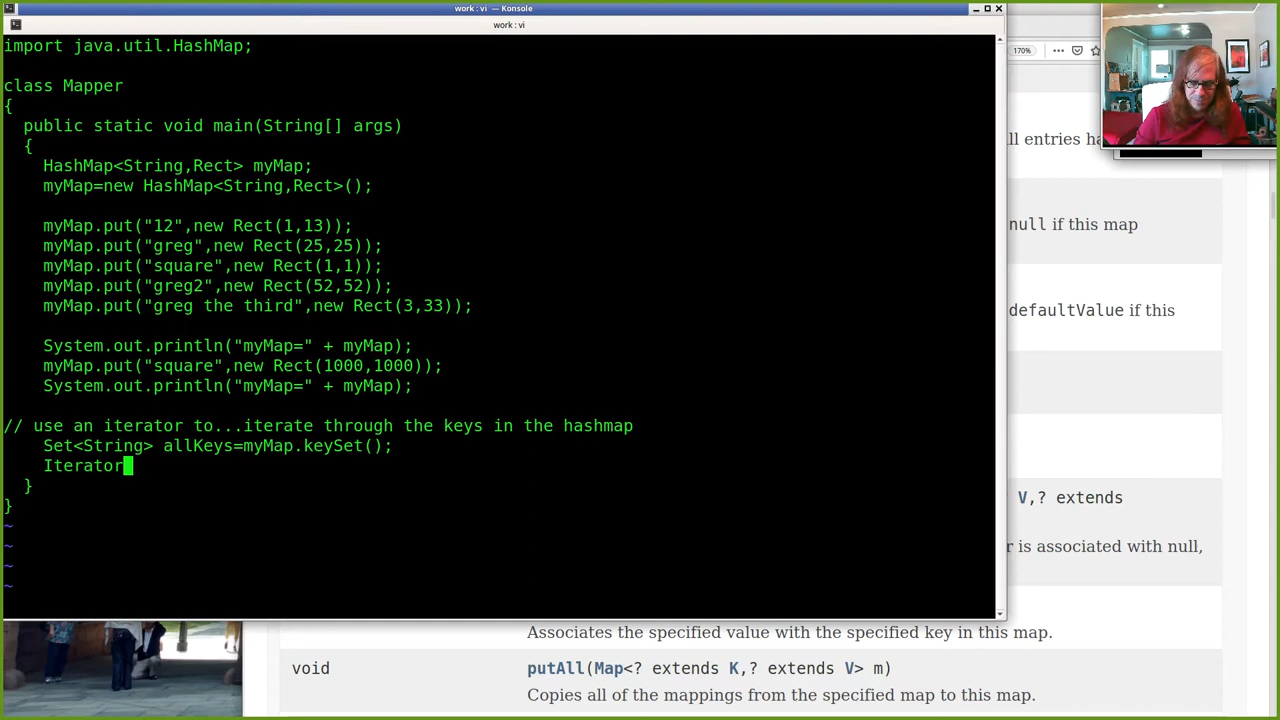 work : vi — Konsole
work : vi
import java.util.HashMap;
class Mapper
{
public static void main(String[] args)
{
HashMap<String,Rect> myMap;
myMap=new HashMap<String,Rect>();
myMap.put("12",new Rect(1,13));
myMap.put("greg",new Rect(25,25));
myMap.put("square",new Rect(1,1));
myMap.put("greg2",new Rect(52,52));
myMap.put("greg the third",new Rect(3,33));
System.out.println("myMap=" + myMap);
myMap.put("square",new Rect(1000,1000));
System.out.println("myMap=" + myMap);
// use an iterator to...iterate through the keys in the hashmap
Set<String> allKeys=myMap.keySet();
Iterator
}
}
~
~
~
~
170%
ll entries ha
null if this map
defaultValue if this
V,? extends
r is associated with null,
Associates the specified value with the specified key in this map.
void putAll(Map<? extends K,? extends V> m)
Copies all of the mappings from the specified map to this map.